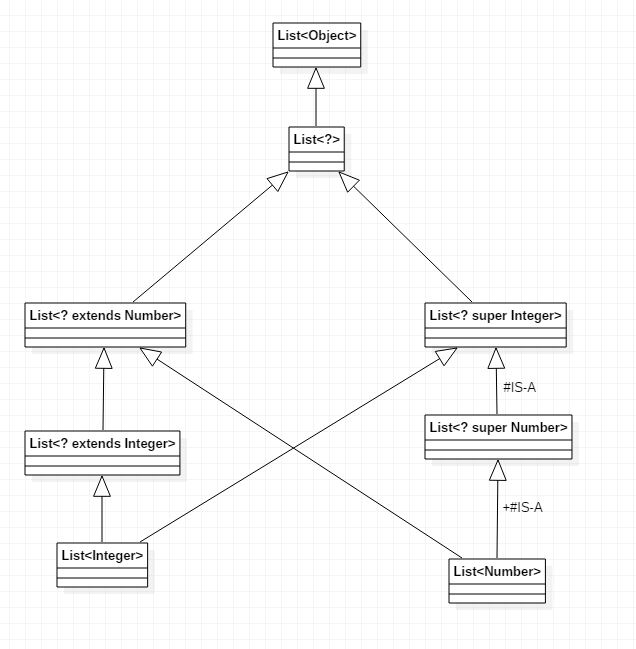 List<Object>
List<?>
List<? extends Number>
List<? super Integer>
#IS-A
List<? extends Integer>
List<? super Number>
+#IS-A
List<Integer>
List<Number>